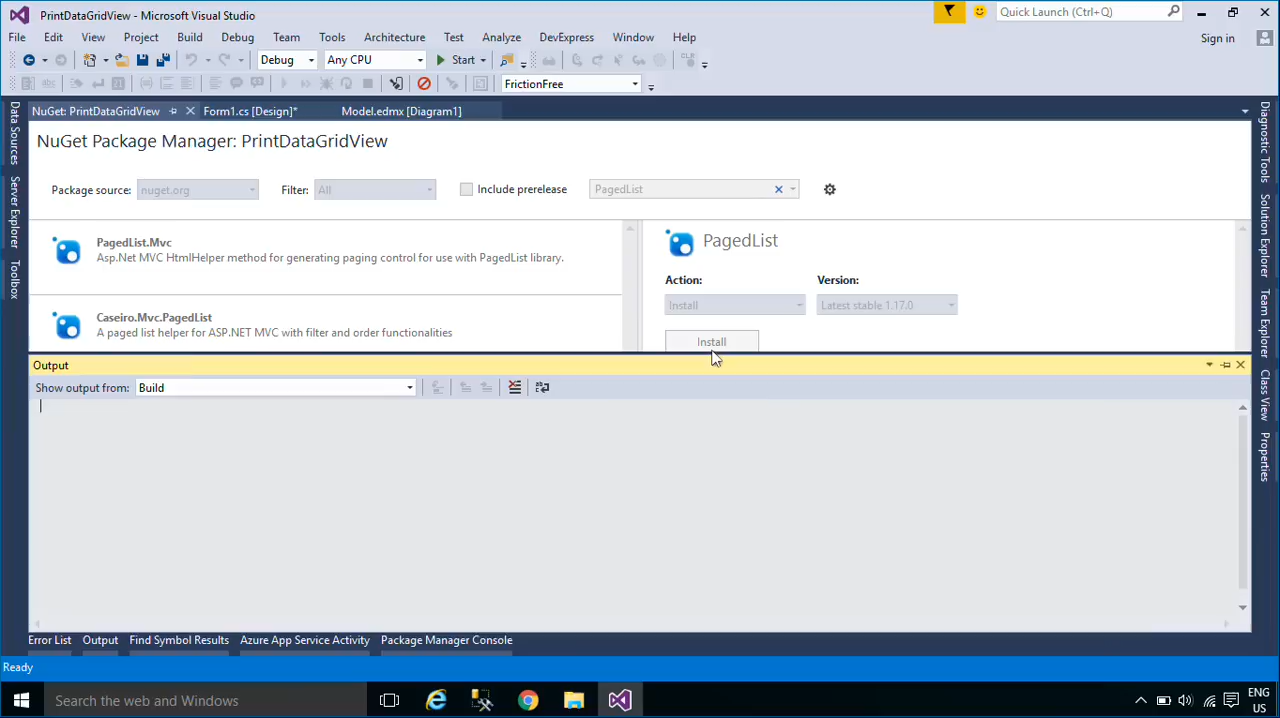 PrintDataGridView - Microsoft Visual Studio
Quick Launch (Ctrl+Q)
File Edit View Project Build Debug Team Tools Architecture Test Analyze DevExpress Window Help
Sign in
Debug Any CPU Start
FrictionFree
NuGet: PrintDataGridView Form1.cs [Design]* Model.edmx [Diagram1]
NuGet Package Manager: PrintDataGridView
Package source: nuget.org Filter: All Include prerelease PagedList
PagedList.Mvc
Asp.Net MVC HtmlHelper method for generating paging control for use with PagedList library.
Caseiro.Mvc.PagedList
A paged list helper for ASP.NET MVC with filter and order functionalities
PagedList
Action: Version:
Install Latest stable 1.17.0
Install
Output
Show output from: Build
Error List Output Find Symbol Results Azure App Service Activity Package Manager Console
Ready
Data Sources
Server Explorer
Toolbox
Diagnostic Tools
Solution Explorer
Team Explorer
Class View
Properties
Search the web and Windows
ENG
US